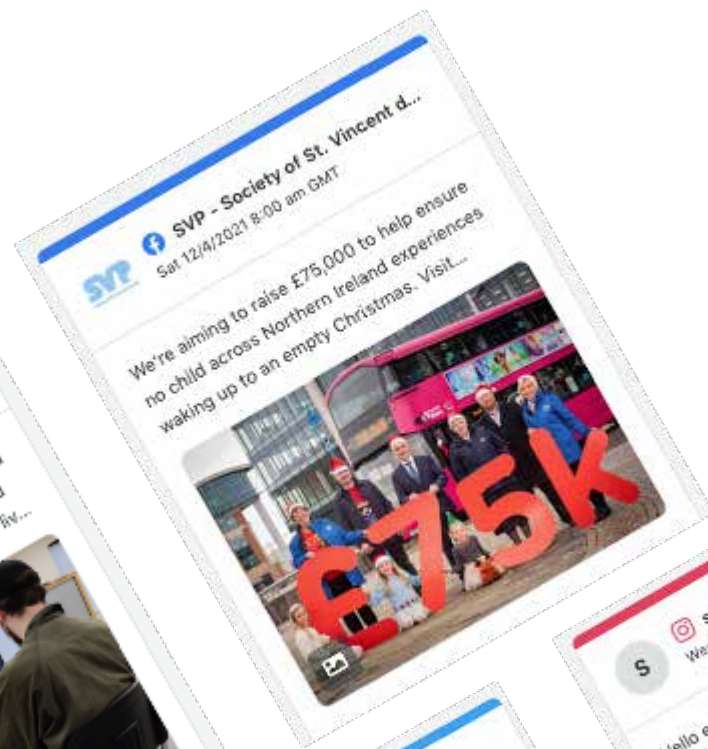 SVP - Society of St. Vincent d...
Sat 12/4/2021 8:00 am GMT
SVP
We're aiming to raise £75,000 to help ensure
no child across Northern Ireland experiences
waking up to an empty Christmas. Visit...
£75k
liv...
S